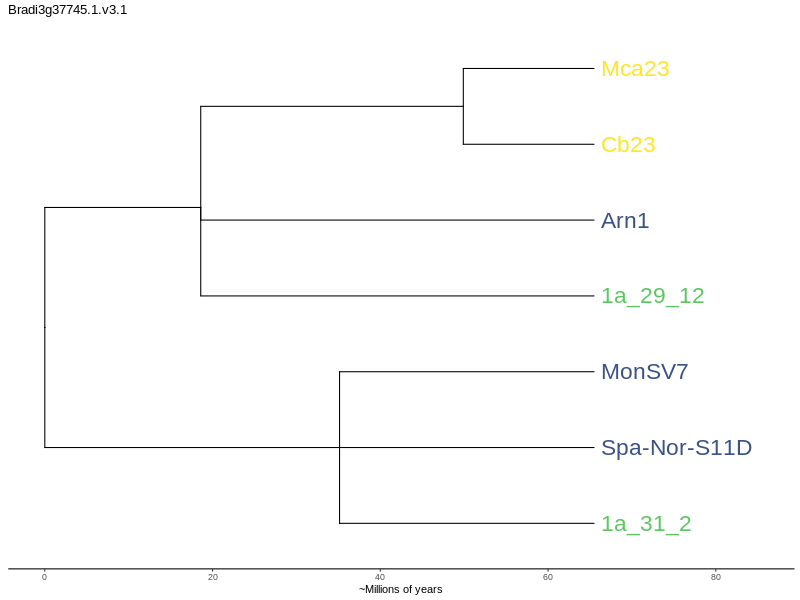 Bradi3g37745.1.v3.1
Mca23
Cb23
Arn1
1a_29_12
MonSV7
Spa-Nor-S11D
1a_31_2
0 20 40 60 80
~Millions of years